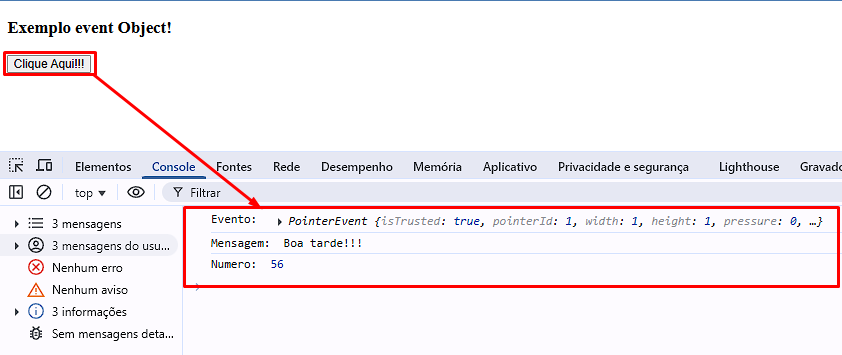 Exemplo event Object!
Clique Aqui!!!
Elementos Console Fontes Rede Desempenho Memória Aplicativo Privacidade e segurança Lighthouse Gravado
top Filtrar
3 mensagens
3 mensagens do usu...
Nenhum erro
Nenhum aviso
3 informações
Sem mensagens deta...
Evento: PointerEvent {isTrusted: true, pointerId: 1, width: 1, height: 1, pressure: 0, …}
Mensagem: Boa tarde!!!
Numero: 56